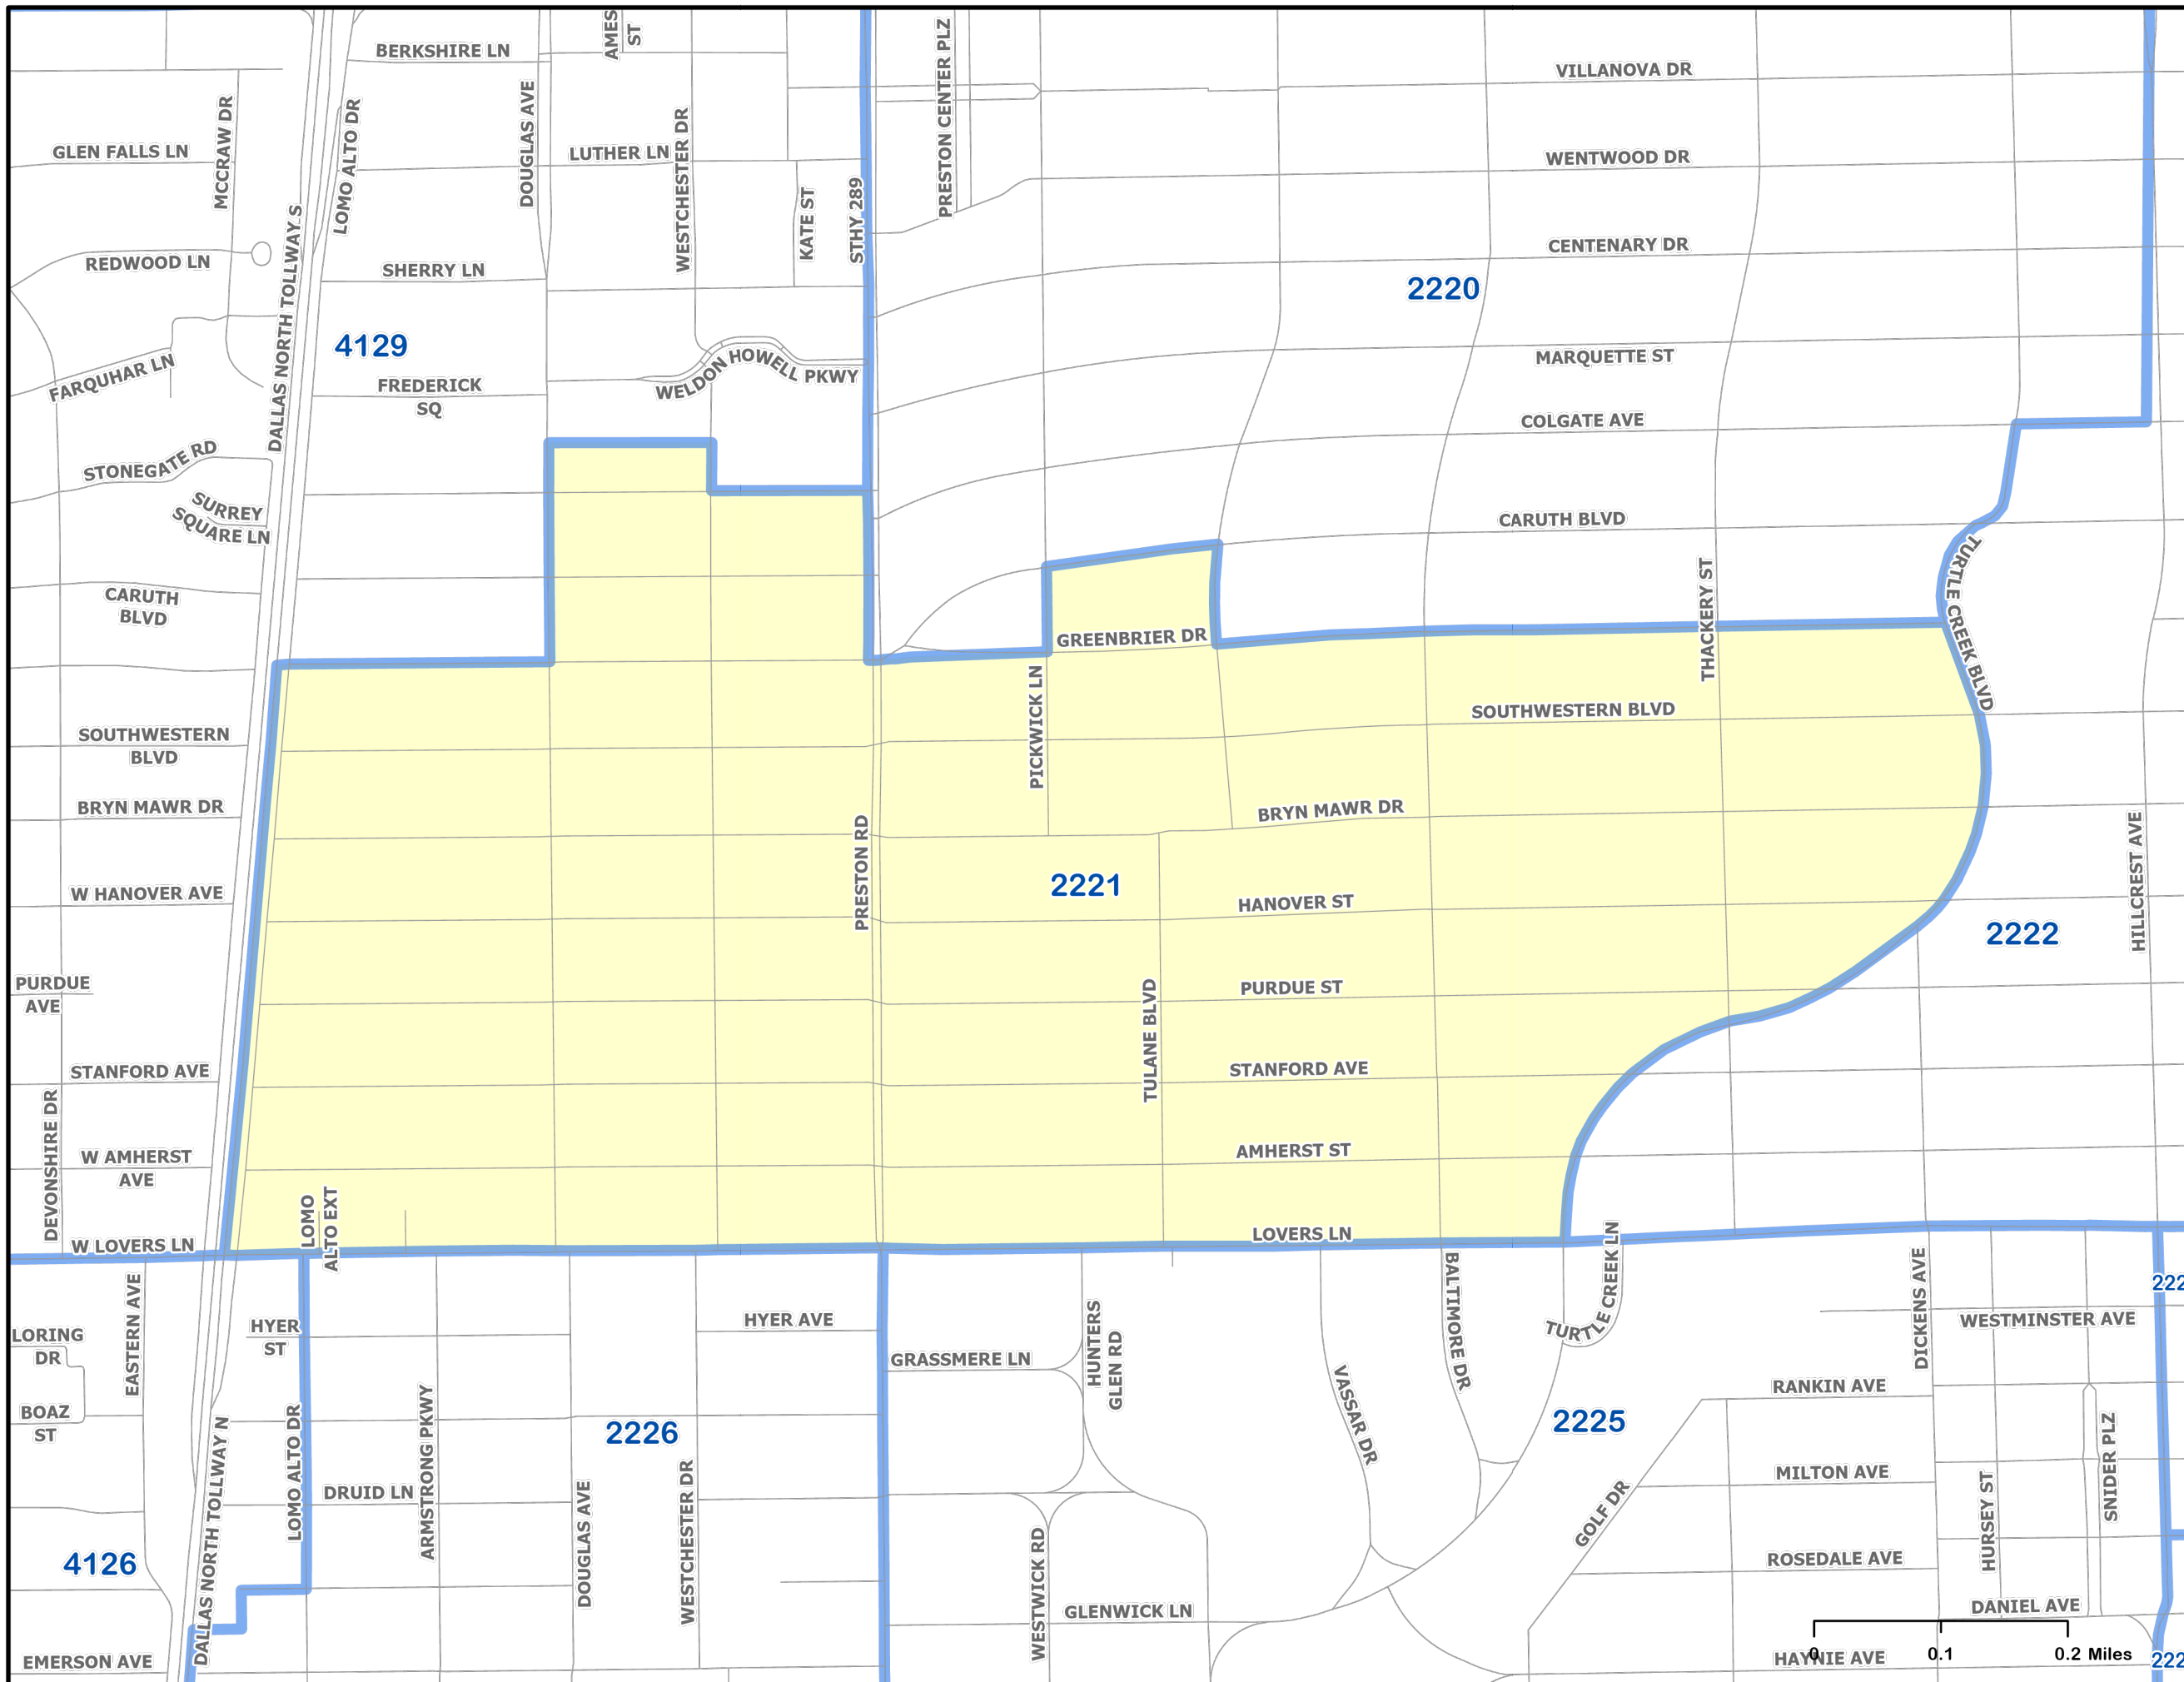 BERKSHIRE LN
AMES
ST
PRESTON CENTER PLZ
VILLANOVA DR
MCCRAW DR
LOMO ALTO DR
DOUGLAS AVE
GLEN FALLS LN
LUTHER LN
WESTCHESTER DR
WENTWOOD DR
KATE ST
STHY 289
REDWOOD LN
SHERRY LN
CENTENARY DR
DALLAS NORTH TOLLWAY S
2220
4129
FARQUHAR LN
FREDERICK
SQ
WELDON HOWELL PKWY
MARQUETTE ST
COLGATE AVE
STONEGATE RD
SURREY
SQUARE LN
CARUTH BLVD
CARUTH
BLVD
THACKERY ST
TURTLE CREEK BLVD
GREENBRIER DR
PICKWICK LN
SOUTHWESTERN BLVD
SOUTHWESTERN
BLVD
BRYN MAWR DR
BRYN MAWR DR
PRESTON RD
HILLCREST AVE
2221
W HANOVER AVE
HANOVER ST
2222
PURDUE
AVE
PURDUE ST
TULANE BLVD
STANFORD AVE
STANFORD AVE
DEVONSHIRE DR
W AMHERST
AVE
AMHERST ST
LOMO
ALTO EXT
W LOVERS LN
LOVERS LN
TURTLE CREEK LN
EASTERN AVE
BALTIMORE DR
DICKENS AVE
222
LORING
DR
HYER
ST
HYER AVE
WESTMINSTER AVE
GRASSMERE LN
HUNTERS
GLEN RD
VASSAR DR
RANKIN AVE
BOAZ
ST
LOMO ALTO DR
ARMSTRONG PKWY
2226
2225
DALLAS NORTH TOLLWAY N
DRUID LN
DOUGLAS AVE
WESTCHESTER DR
MILTON AVE
SNIDER PLZ
GOLF DR
HURSEY ST
4126
WESTWICK RD
ROSEDALE AVE
GLENWICK LN
DANIEL AVE
EMERSON AVE
HAYNIE AVE
0 0.1 0.2 Miles
222